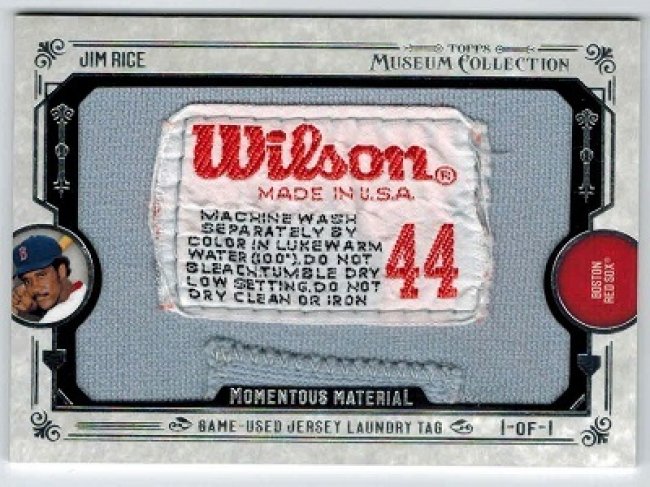 JIM RICE
TOPPS
MUSEUM COLLECTION
Wilson®
MADE IN U.S.A.
MACHINE WASH
SEPARATELY BY
COLOR IN LUKEWARM
WATER(100°). DO NOT
BLEACH.TUMBLE DRY
LOW SETTING.DO NOT
DRY CLEAN OR IRON
44
B
BOSTON
RED SOX®
MOMENTOUS MATERIAL
GAME-USED JERSEY LAUNDRY TAG
1-OF-1